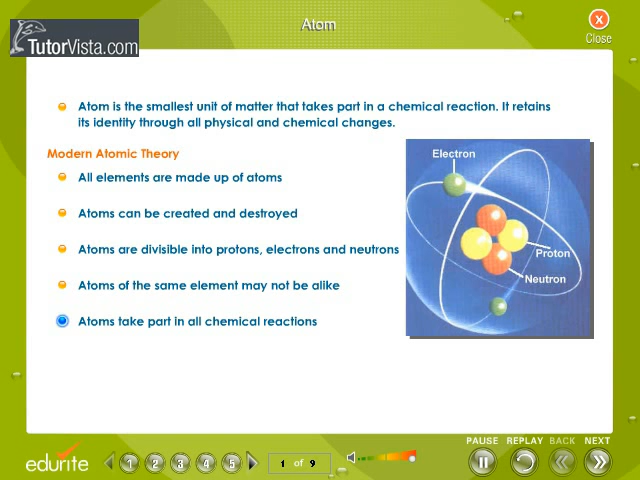 Atom
TutorVista.com
Close
Atom is the smallest unit of matter that takes part in a chemical reaction. It retains
its identity through all physical and chemical changes.
Modern Atomic Theory
All elements are made up of atoms
Atoms can be created and destroyed
Atoms are divisible into protons, electrons and neutrons
Atoms of the same element may not be alike
Atoms take part in all chemical reactions
Electron
Proton
Neutron
PAUSE REPLAY BACK NEXT
edurite
1 2 3 4 5
1 of 9